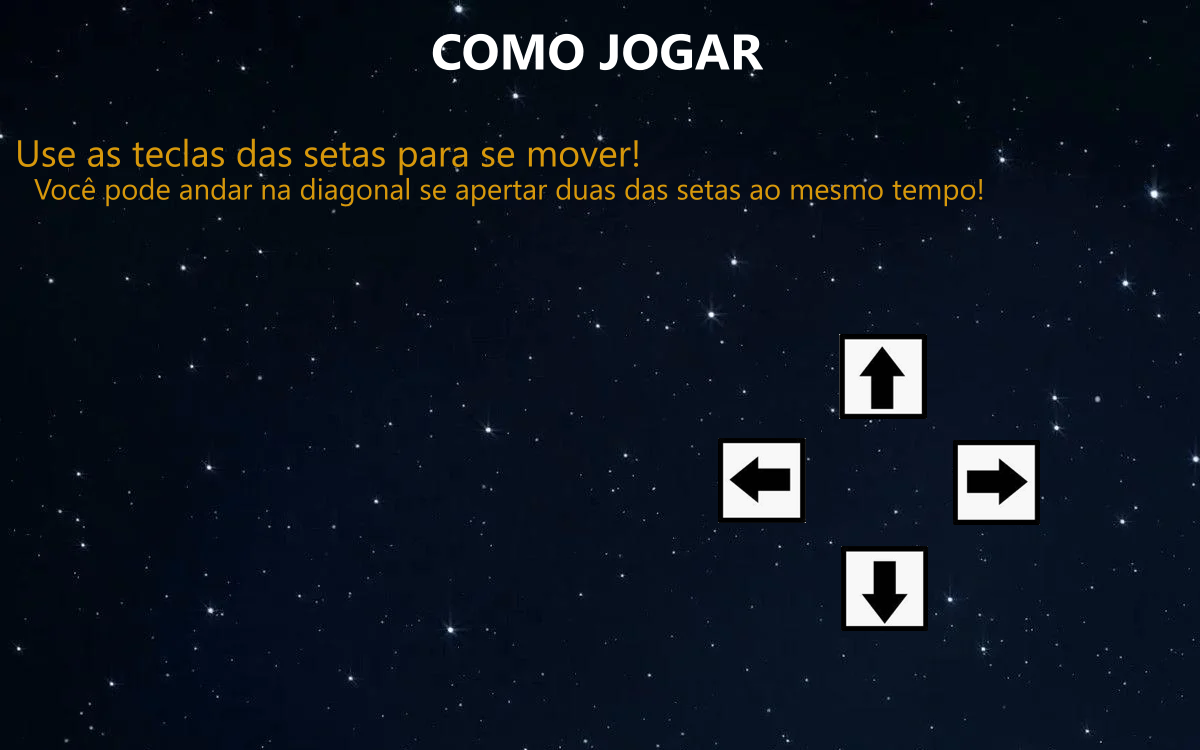 COMO JOGAR
Use as teclas das setas para se mover!
Você pode andar na diagonal se apertar duas das setas ao mesmo tempo!